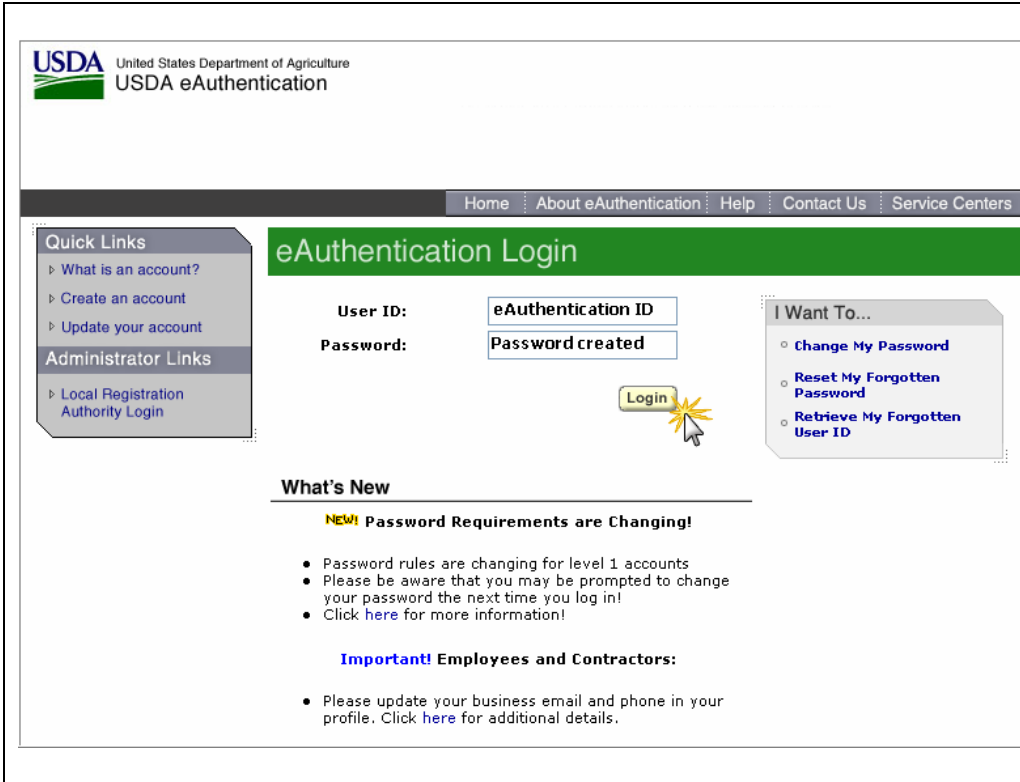 USDA
United States Department of Agriculture
USDA eAuthentication
Home
About eAuthentication
Help
Contact Us
Service Centers
Quick Links
What is an account?
Create an account
Update your account
Administrator Links
Local Registration
Authority Login
eAuthentication Login
User ID:
eAuthentication ID
Password:
Password created
Login
I Want To...
Change My Password
Reset My Forgotten
Password
Retrieve My Forgotten
User ID
What's New
NEW! Password Requirements are Changing!
Password rules are changing for level 1 accounts
Please be aware that you may be prompted to change
your password the next time you log in!
Click here for more information!
Important! Employees and Contractors:
Please update your business email and phone in your
profile. Click here for additional details.